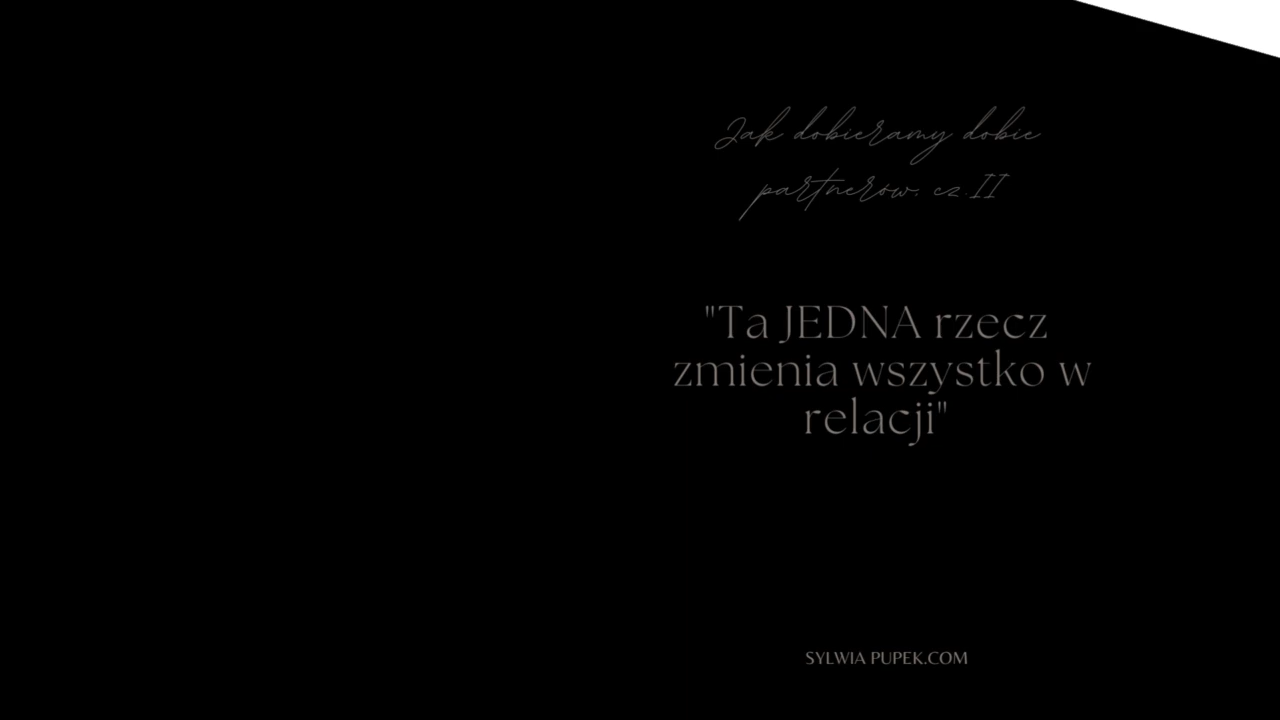 Jak dobieramy dobie
partnerów, cz.II
"Ta JEDNA rzecz
zmienia wszystko w
relacji"
SYLWIA PUPEK.COM